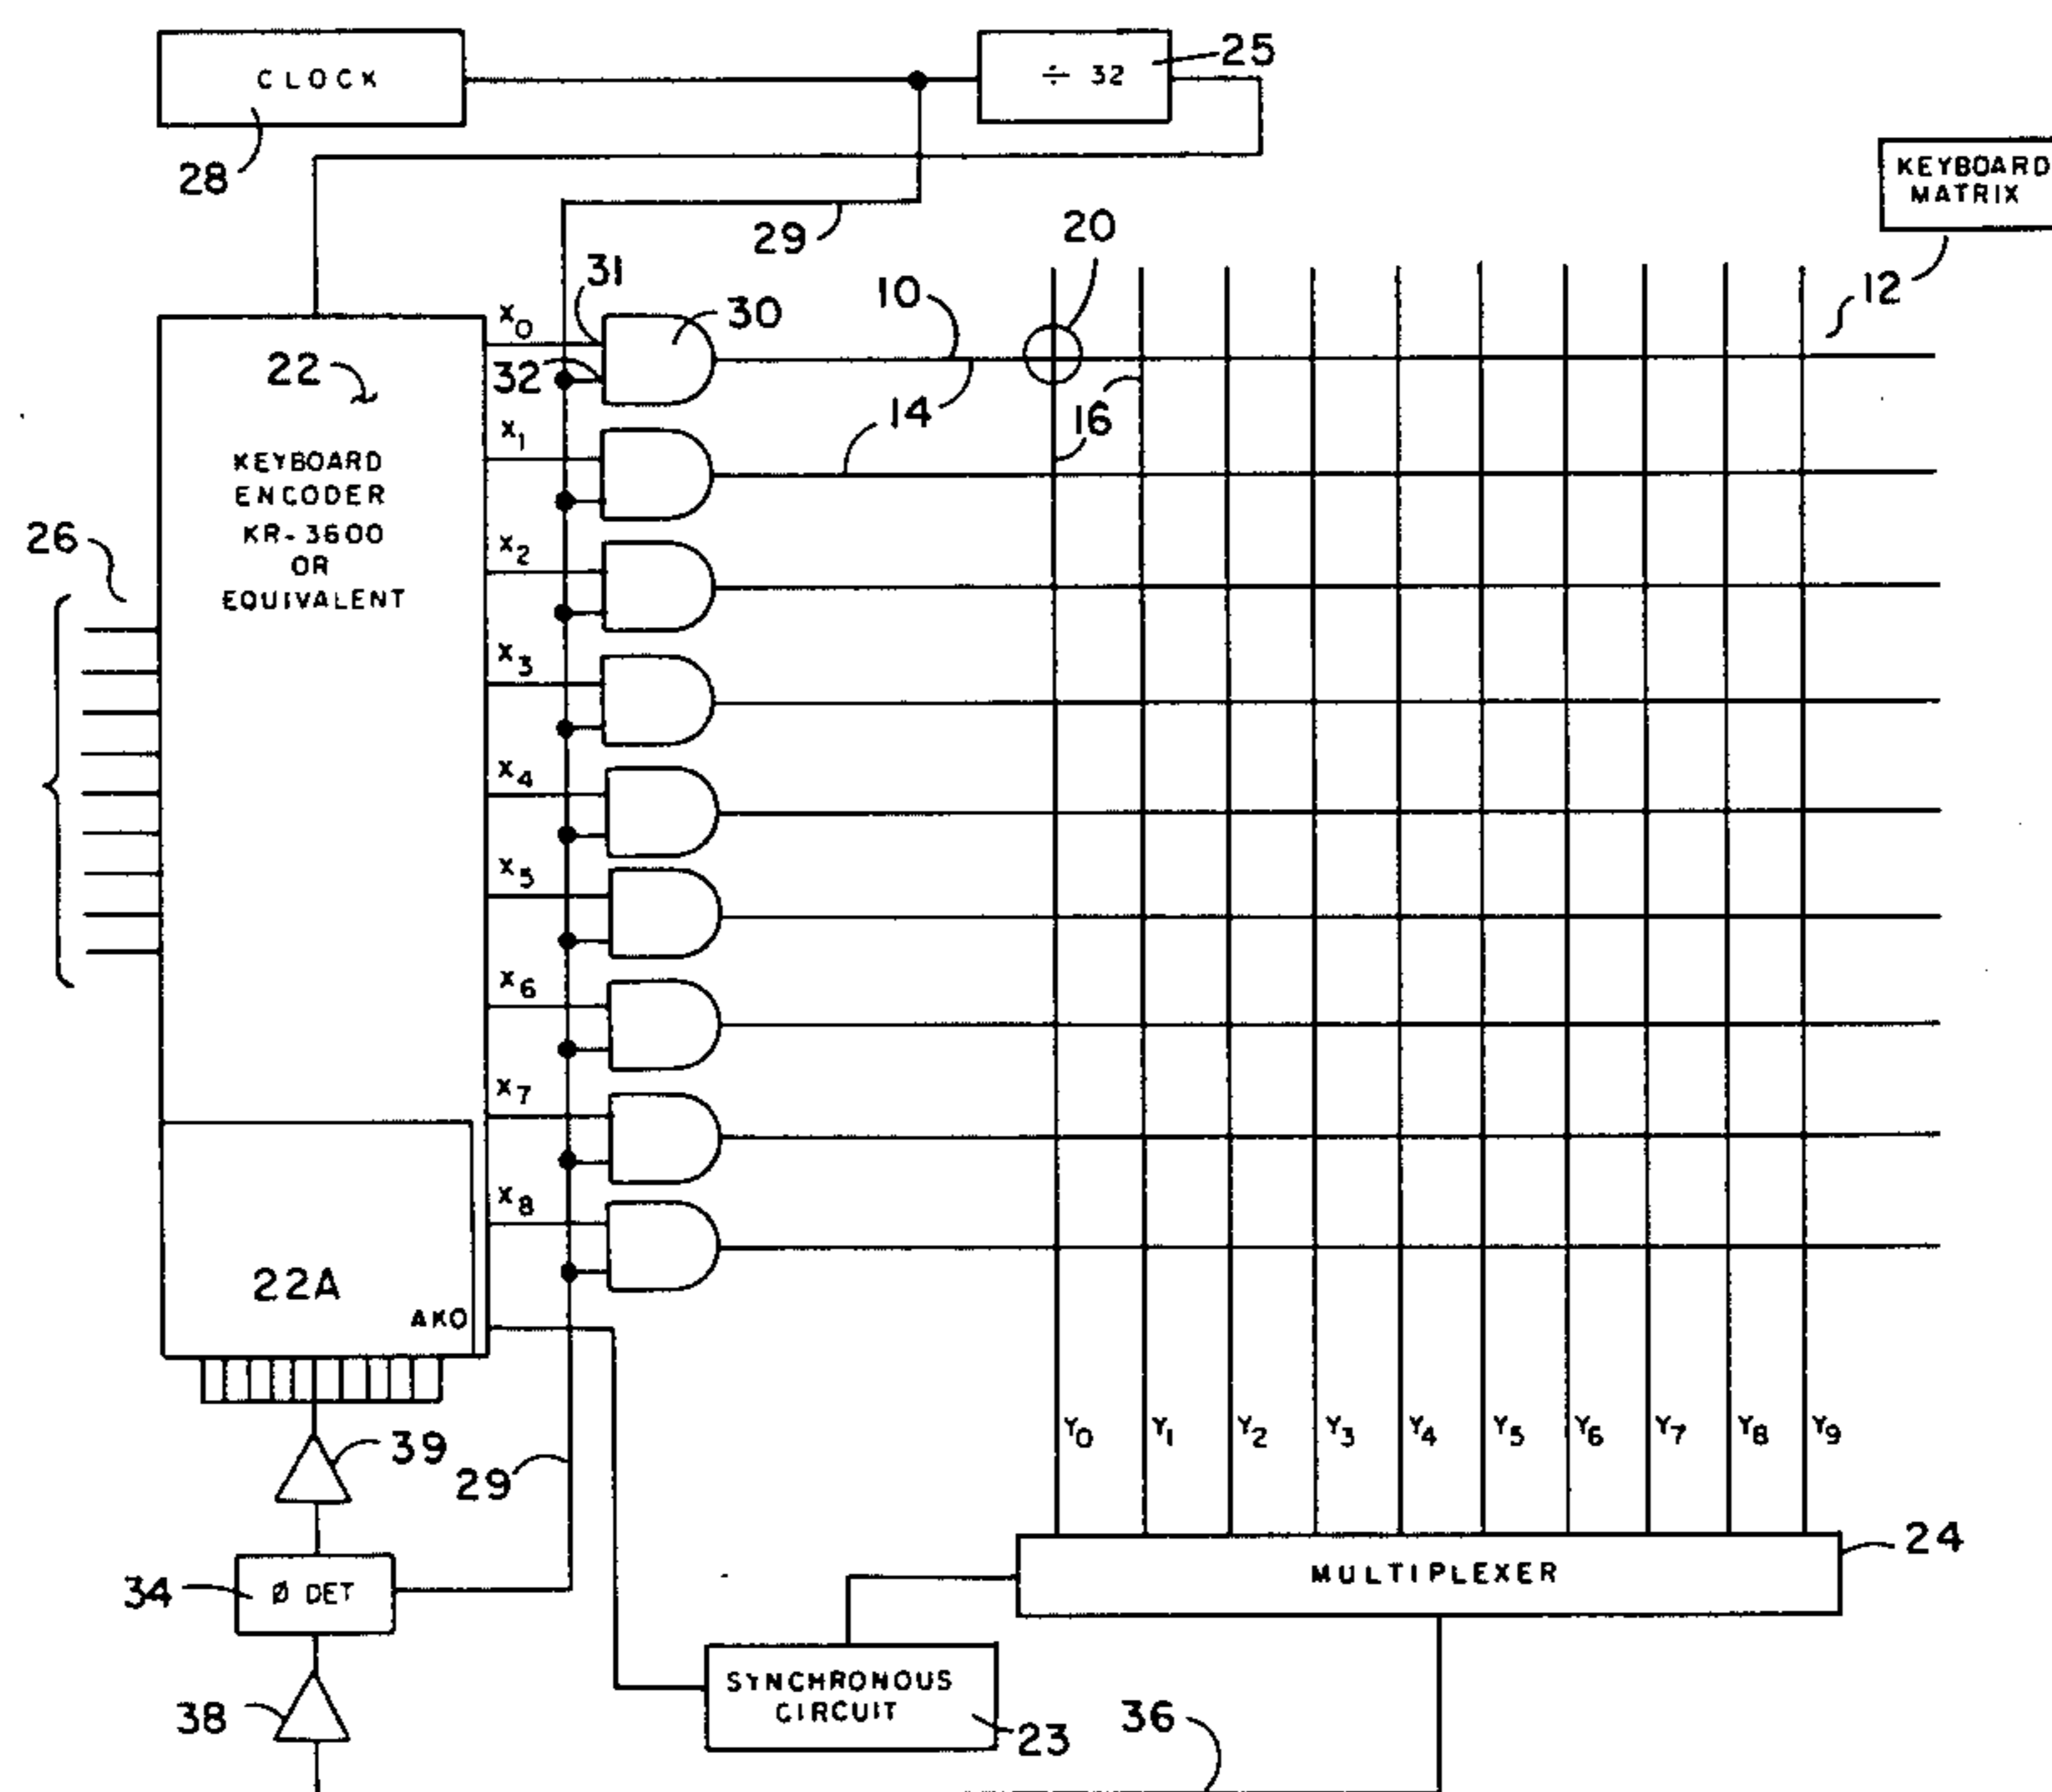 CLOCK
÷ 32
25
28
KEYBOARD
MATRIX
29
20
12
31
10
X0
30
22
32
14
16
X1
KEYBOARD
ENCODER
KR-3600
OR
EQUIVALENT
26
X2
X3
X4
X5
X6
X7
X8
22A
AKO
Y0 Y1 Y2 Y3 Y4 Y5 Y6 Y7 Y8 Y9
39
29
24
MULTIPLEXER
34
Ø DET
SYNCHRONOUS
CIRCUIT
38
23
36